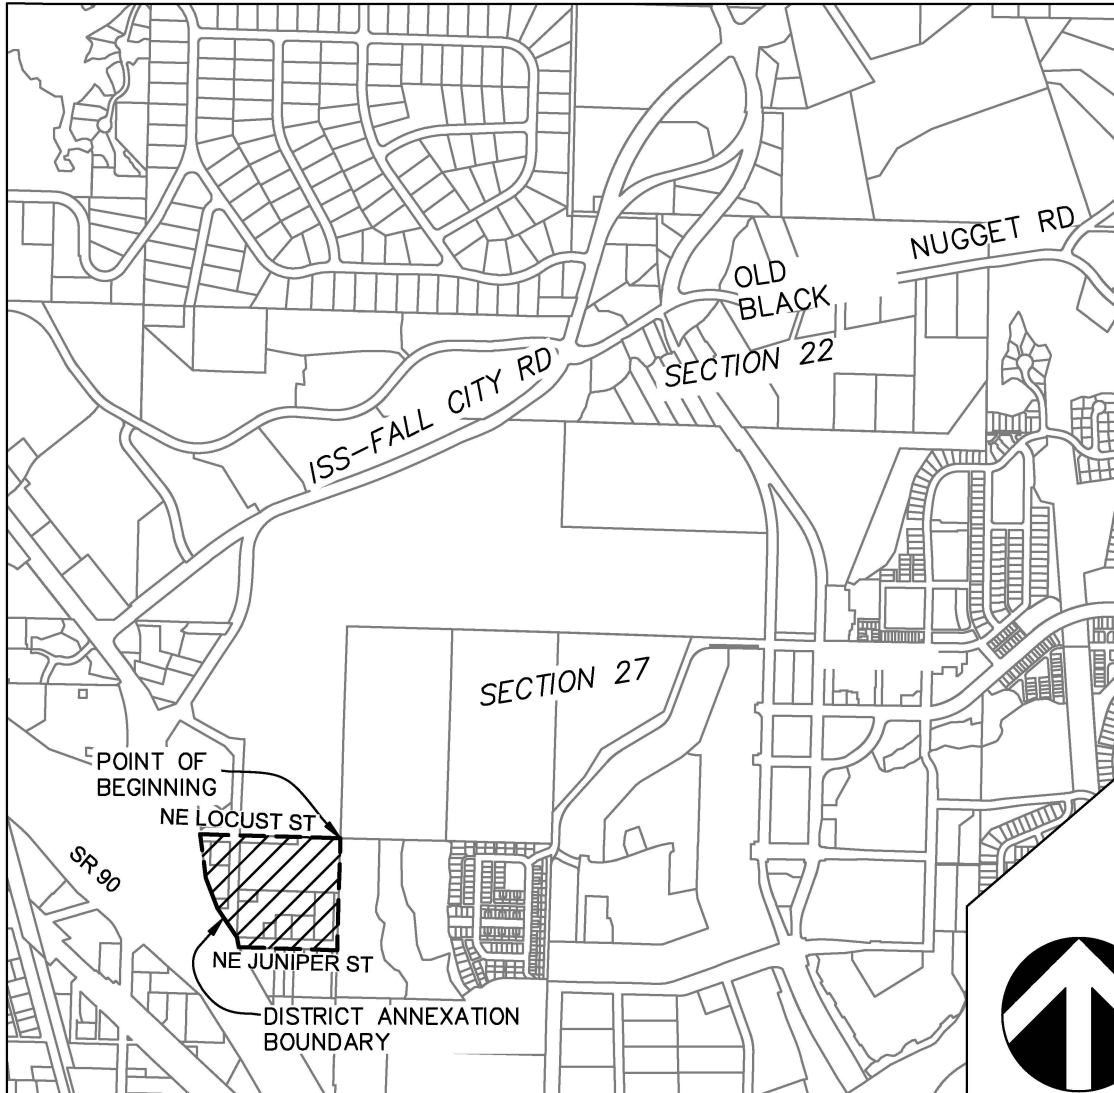 NUGGET RD
OLD
BLACK
SECTION 22
ISS-FALL CITY RD
SECTION 27
POINT OF
BEGINNING
NE LOCUST ST
SR 90
NE JUNIPER ST
DISTRICT ANNEXATION
BOUNDARY